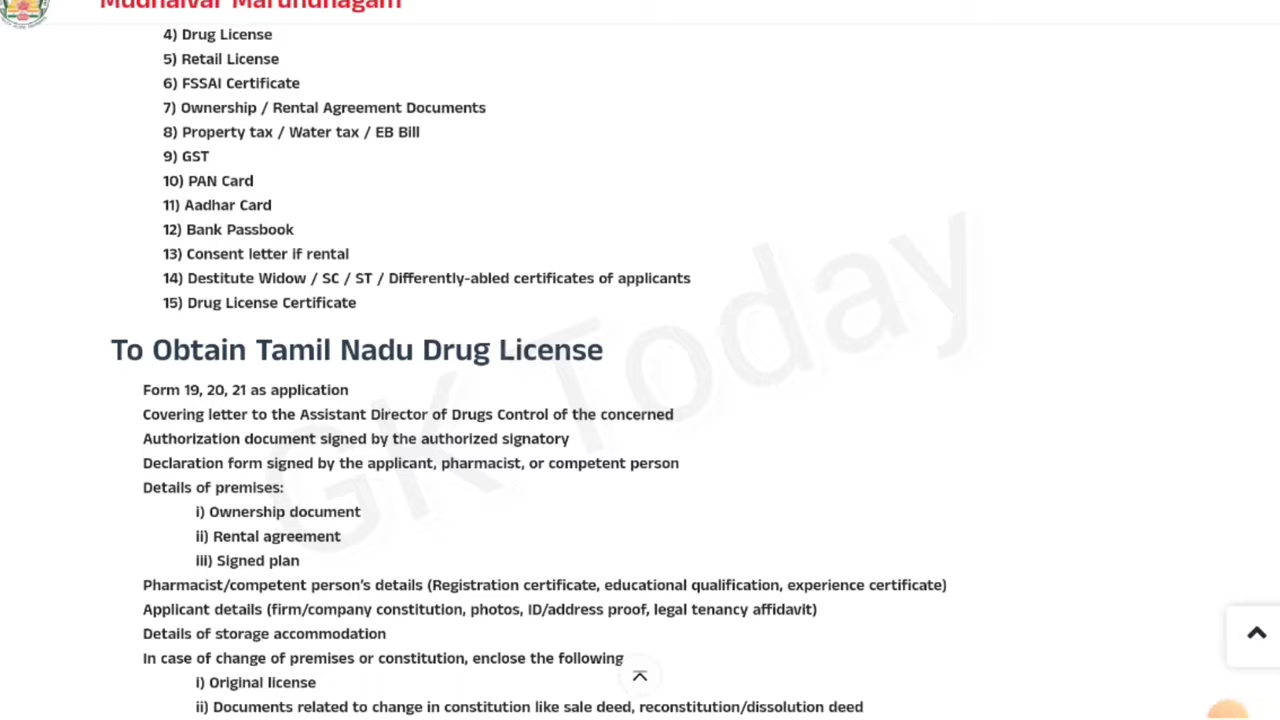 Mudhalvar Marundhagam
4) Drug License
5) Retail License
6) FSSAI Certificate
7) Ownership / Rental Agreement Documents
8) Property tax / Water tax / EB Bill
9) GST
10) PAN Card
11) Aadhar Card
12) Bank Passbook
13) Consent letter if rental
14) Destitute Widow / SC / ST / Differently-abled certificates of applicants
15) Drug License Certificate
GK Today
To Obtain Tamil Nadu Drug License
Form 19, 20, 21 as application
Covering letter to the Assistant Director of Drugs Control of the concerned
Authorization document signed by the authorized signatory
Declaration form signed by the applicant, pharmacist, or competent person
Details of premises:
i) Ownership document
ii) Rental agreement
iii) Signed plan
Pharmacist/competent person's details (Registration certificate, educational qualification, experience certificate)
Applicant details (firm/company constitution, photos, ID/address proof, legal tenancy affidavit)
Details of storage accommodation
In case of change of premises or constitution, enclose the following
i) Original license
ii) Documents related to change in constitution like sale deed, reconstitution/dissolution deed